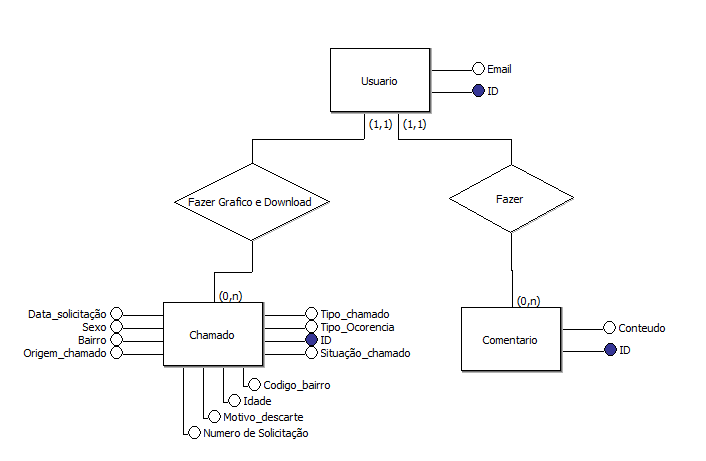 Usuario
Email
ID
(1,1)
(1,1)
Fazer Grafico e Download
Fazer
(0,n)
(0,n)
Data_solicitação
Sexo
Bairro
Origem_chamado
Chamado
Tipo_chamado
Tipo_Ocorencia
ID
Situação_chamado
Comentario
Conteudo
ID
Codigo_bairro
Idade
Motivo_descarte
Numero de Solicitação